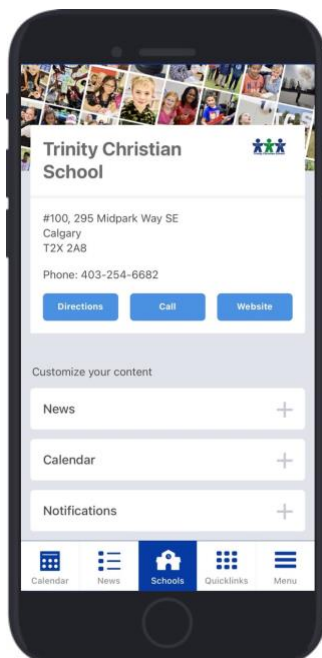 Trinity Christian
School
#100, 295 Midpark Way SE
Calgary
T2X 2A8
Phone: 403-254-6682
Directions Call Website
Customize your content
News
Calendar
Notifications
Calendar News Schools Quicklinks Menu